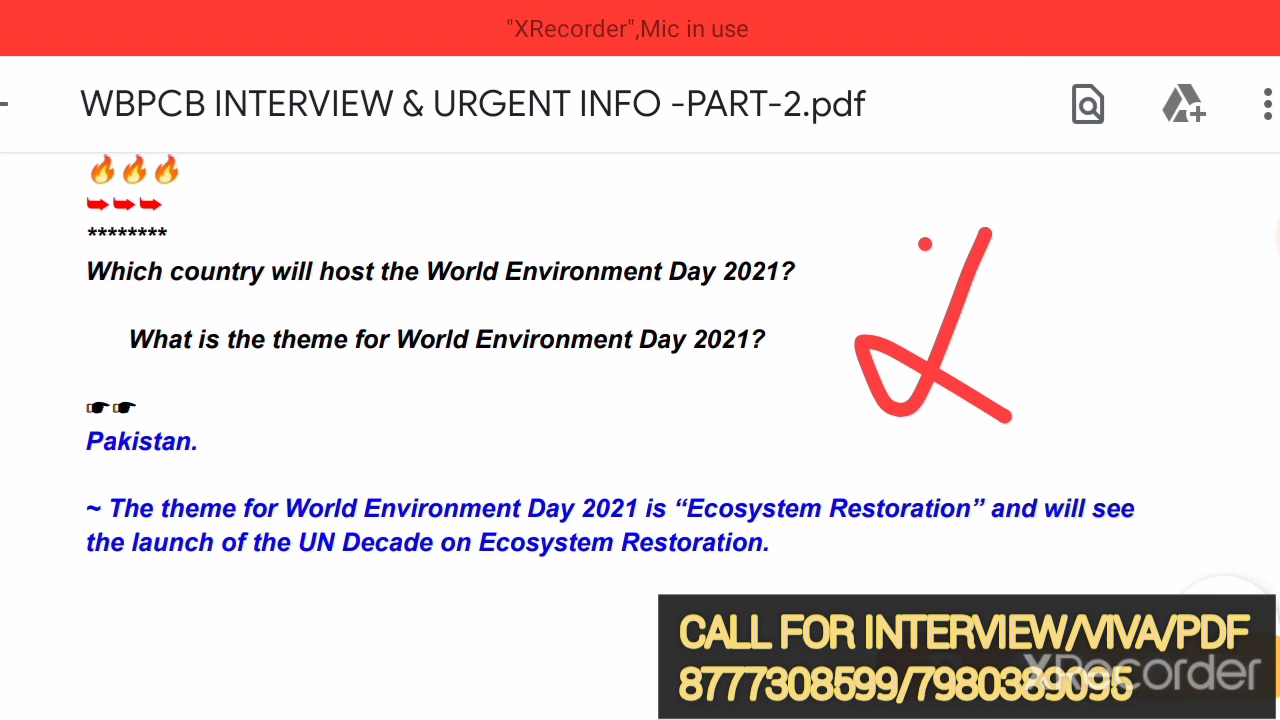 "XRecorder",Mic in use
WBPCB INTERVIEW & URGENT INFO -PART-2.pdf
********
Which country will host the World Environment Day 2021?
What is the theme for World Environment Day 2021?
Pakistan.
~ The theme for World Environment Day 2021 is “Ecosystem Restoration” and will see
the launch of the UN Decade on Ecosystem Restoration.
CALL FOR INTERVIEW/VIVA/PDF
8777308599/7980389095
XRecorder